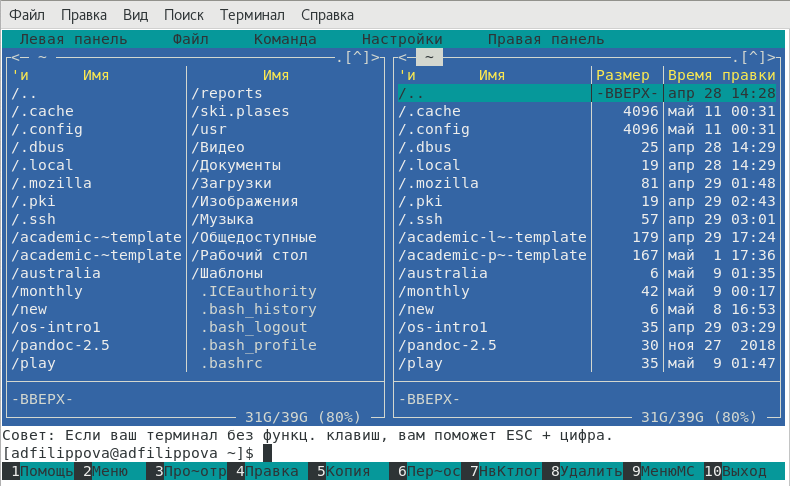 Файл Правка Вид Поиск Терминал Справка
Левая панель Файл Команда Настройки Правая панель
<— ~ .[^]> <— ~ .[^]>
'и Имя Имя 'и Имя Размер Время правки
/.. /reports /.. -ВВЕРХ- апр 28 14:28
/.cache /ski.plases /.cache 4096 май 11 00:31
/.config /usr /.config 4096 май 11 00:31
/.dbus /Видео /.dbus 25 апр 28 14:29
/.local /Документы /.local 19 апр 28 14:29
/.mozilla /Загрузки /.mozilla 81 апр 29 01:48
/.pki /Изображения /.pki 19 апр 29 02:43
/.ssh /Музыка /.ssh 57 апр 29 03:01
/academic-~template /Общедоступные /academic-l~-template 179 апр 29 17:24
/academic-~template /Рабочий стол /academic-p~-template 167 май 1 17:36
/australia /Шаблоны /australia 6 май 9 01:35
/monthly .ICEauthority /monthly 42 май 9 00:17
/new .bash_history /new 6 май 8 16:53
/os-intro1 .bash_logout /os-intro1 35 апр 29 03:29
/pandoc-2.5 .bash_profile /pandoc-2.5 30 ноя 27 2018
/play .bashrc /play 35 май 9 01:47
-ВВЕРХ- -ВВЕРХ-
31G/39G (80%) 31G/39G (80%)
Совет: Если ваш терминал без функц. клавиш, вам поможет ESC + цифра.
[adfilippova@adfilippova ~]$
1Помощь 2Меню 3Про~отр 4Правка 5Копия 6Пер~ос 7НвКтлог 8Удалить 9МенюMC 10Выход